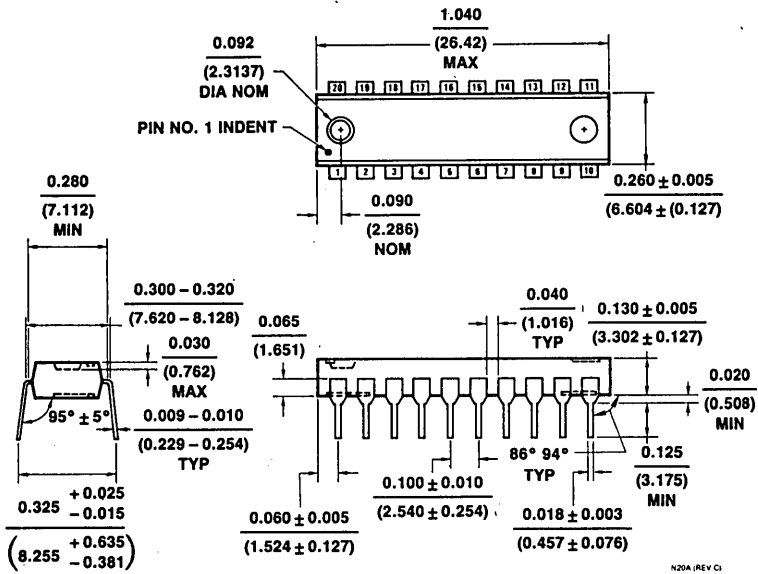 1.040
(26.42)
MAX
0.092
(2.3137)
DIA NOM
20 19 18 17 16 15 14 13 12 11
PIN NO. 1 INDENT
1 2 3 4 5 6 7 8 9 10
0.260 ± 0.005
(6.604 ± (0.127)
0.090
(2.286)
NOM
0.280
(7.112)
MIN
0.300 – 0.320
(7.620 – 8.128)
0.030
(0.762)
MAX
95° ± 5°
0.009 – 0.010
(0.229 – 0.254)
TYP
0.325 + 0.025
– 0.015
(8.255 + 0.635
– 0.381)
0.065
(1.651)
0.040
(1.016)
TYP
0.130 ± 0.005
(3.302 ± 0.127)
0.020
(0.508)
MIN
0.125
(3.175)
MIN
86° 94°
TYP
0.100 ± 0.010
(2.540 ± 0.254)
0.060 ± 0.005
(1.524 ± 0.127)
0.018 ± 0.003
(0.457 ± 0.076)
N20A (REV C)